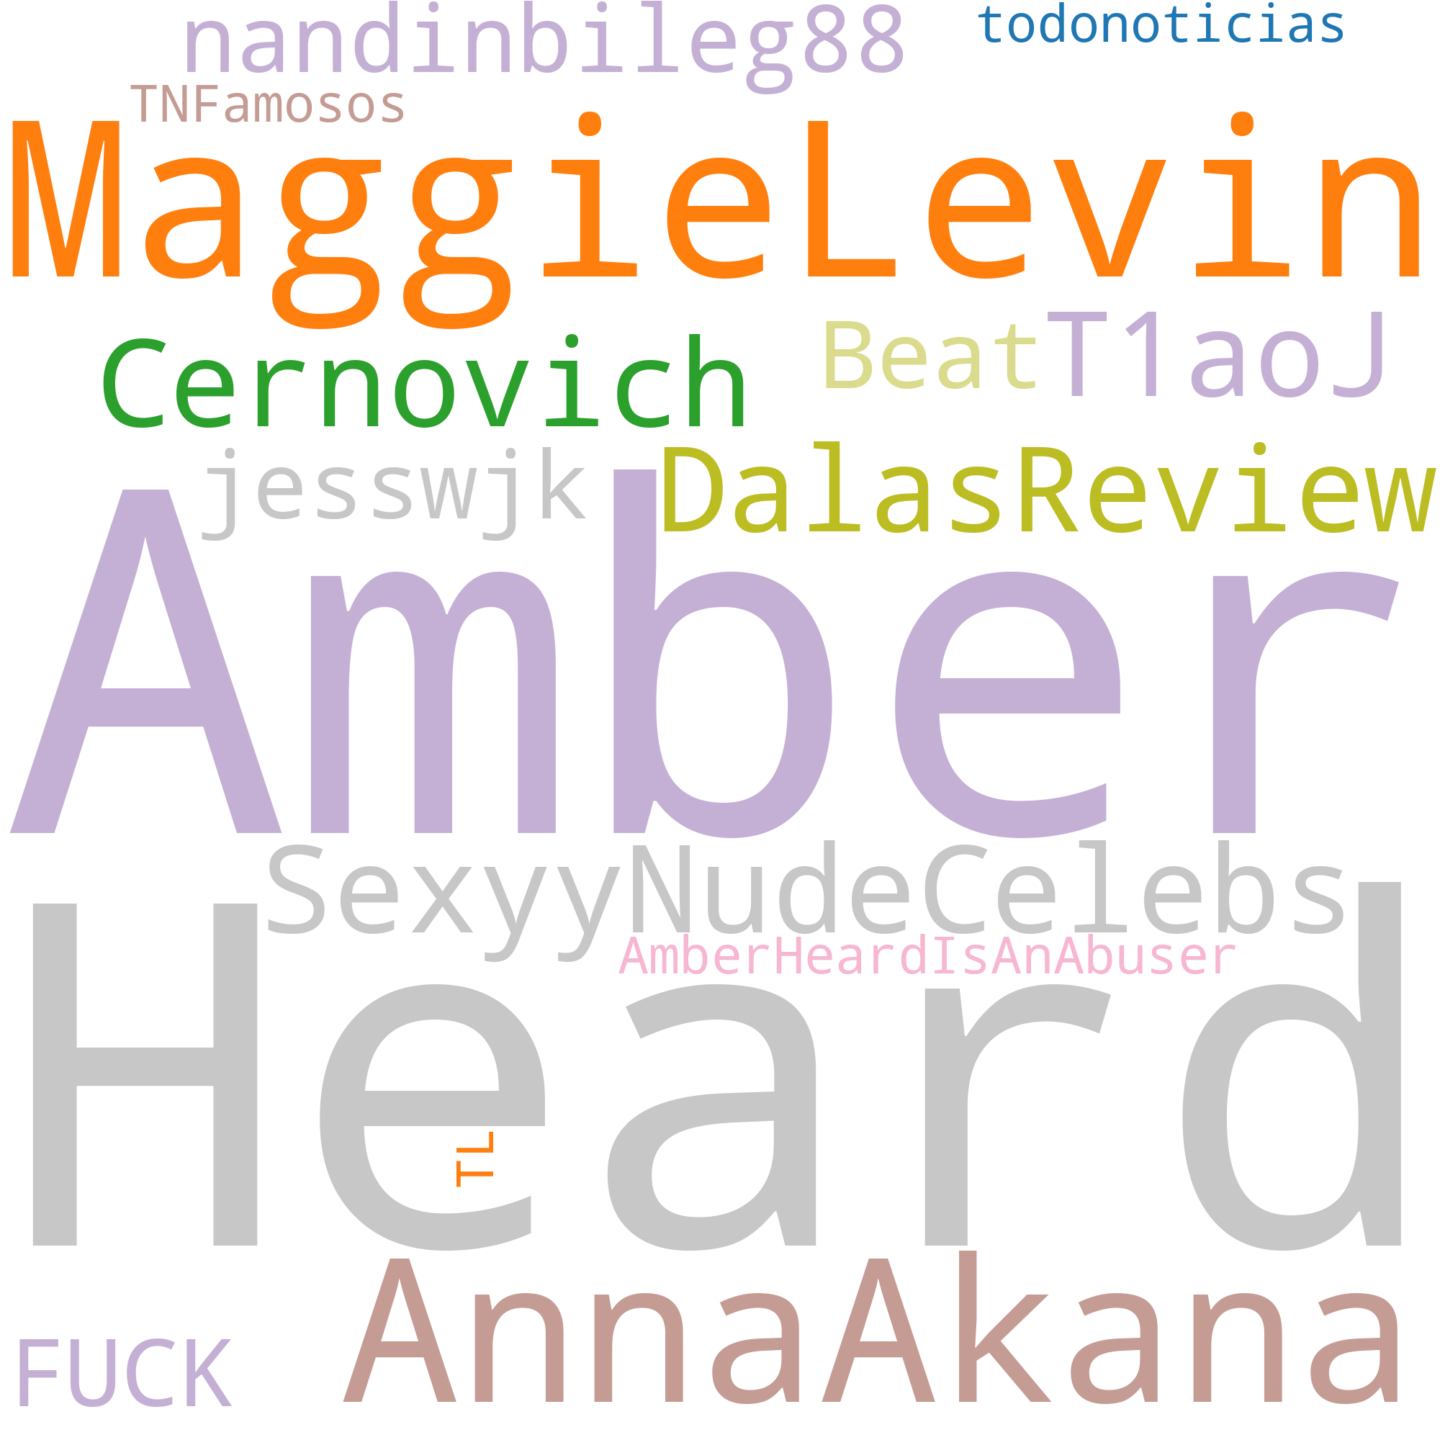 nandinbileg88 todonoticias
TNFamosos
MaggieLevin
Cernovich Beat T1aoJ
jesswjk DalasReview
Amber
SexyyNudeCelebs
AmberHeardIsAnAbuser
Heard
TL
AnnaAkana
FUCK